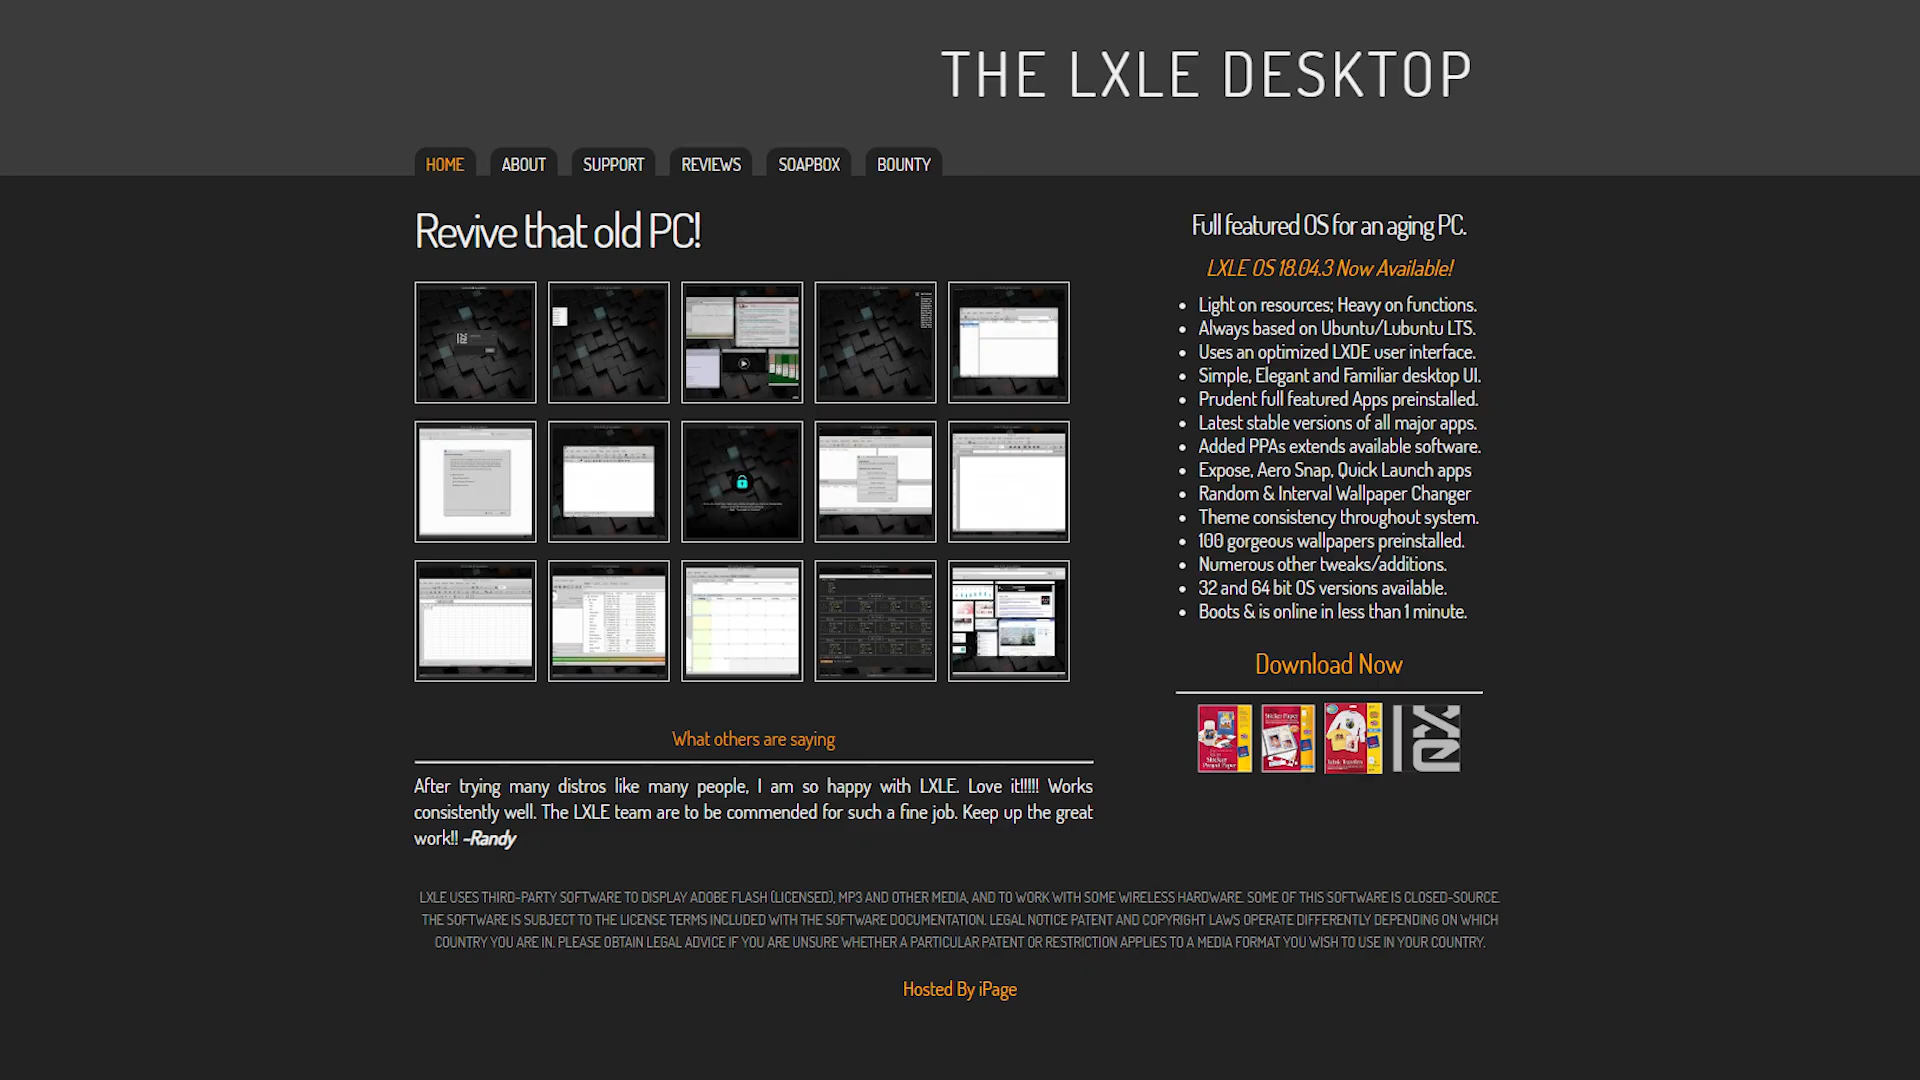 THE LXLE DESKTOP
HOME ABOUT SUPPORT REVIEWS SOAPBOX BOUNTY
Revive that old PC!
Full featured OS for an aging PC.
LXLE OS 18.04.3 Now Available!
Light on resources; Heavy on functions.
Always based on Ubuntu/Lubuntu LTS.
Uses an optimized LXDE user interface.
Simple, Elegant and Familiar desktop UI.
Prudent full featured Apps preinstalled.
Latest stable versions of all major apps.
Added PPAs extends available software.
Expose, Aero Snap, Quick Launch apps
Random & Interval Wallpaper Changer
Theme consistency throughout system.
100 gorgeous wallpapers preinstalled.
Numerous other tweaks/additions.
32 and 64 bit OS versions available.
Boots & is online in less than 1 minute.
Download Now
What others are saying
After trying many distros like many people, I am so happy with LXLE. Love it!!!!! Works
consistently well. The LXLE team are to be commended for such a fine job. Keep up the great
work!! ~Randy
LXLE USES THIRD-PARTY SOFTWARE TO DISPLAY ADOBE FLASH (LICENSED), MP3 AND OTHER MEDIA, AND TO WORK WITH SOME WIRELESS HARDWARE. SOME OF THIS SOFTWARE IS CLOSED-SOURCE.
THE SOFTWARE IS SUBJECT TO THE LICENSE TERMS INCLUDED WITH THE SOFTWARE DOCUMENTATION. LEGAL NOTICE PATENT AND COPYRIGHT LAWS OPERATE DIFFERENTLY DEPENDING ON WHICH
COUNTRY YOU ARE IN. PLEASE OBTAIN LEGAL ADVICE IF YOU ARE UNSURE WHETHER A PARTICULAR PATENT OR RESTRICTION APPLIES TO A MEDIA FORMAT YOU WISH TO USE IN YOUR COUNTRY.
Hosted By iPage